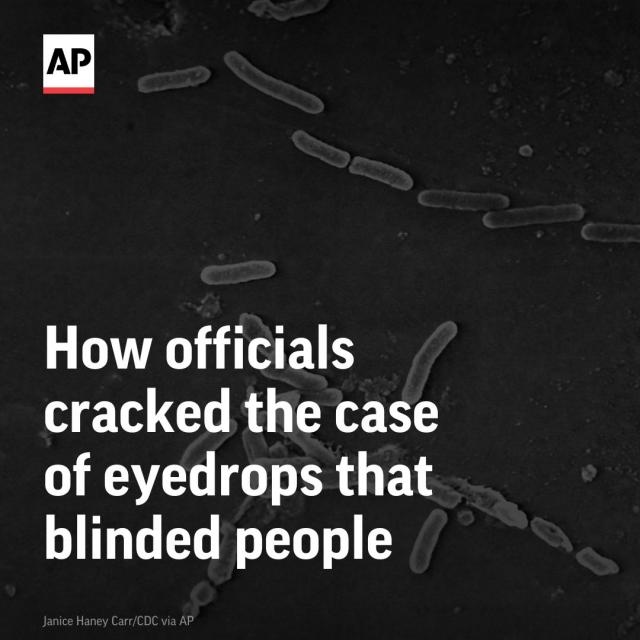 AP
How officials
cracked the case
of eyedrops that
blinded people
Janice Haney Carr/CDC via AP